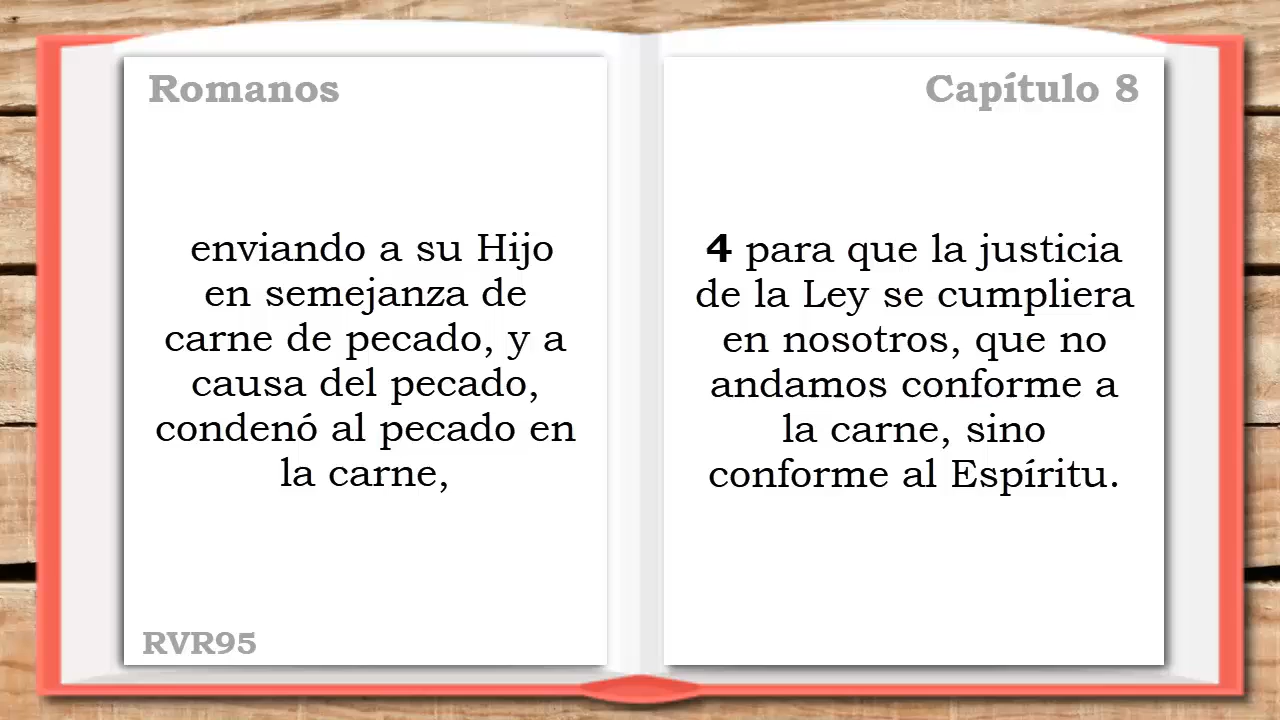 Romanos
enviando a su Hijo
en semejanza de
carne de pecado, y a
causa del pecado,
condenó al pecado en
la carne,
RVR95
Capítulo 8
4 para que la justicia
de la Ley se cumpliera
en nosotros, que no
andamos conforme a
la carne, sino
conforme al Espíritu.